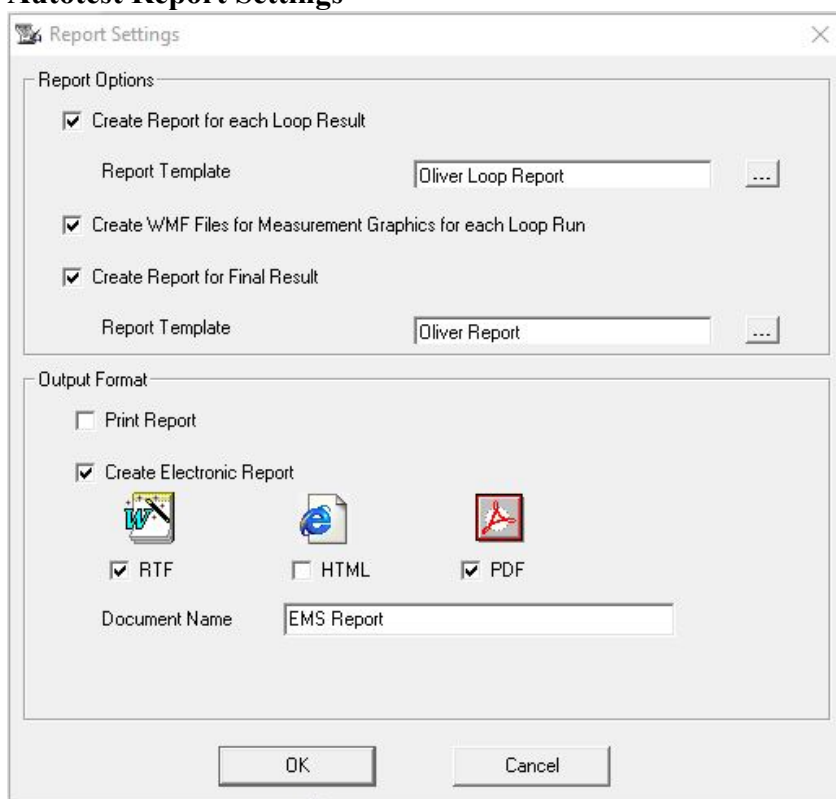 Autotest Report Settings
Report Settings
Report Options
Create Report for each Loop Result
Report Template
Oliver Loop Report
...
Create WMF Files for Measurement Graphics for each Loop Run
Create Report for Final Result
Report Template
Oliver Report
...
Output Format
Print Report
Create Electronic Report
W
RTF
HTML
PDF
Document Name
EMS Report
OK
Cancel